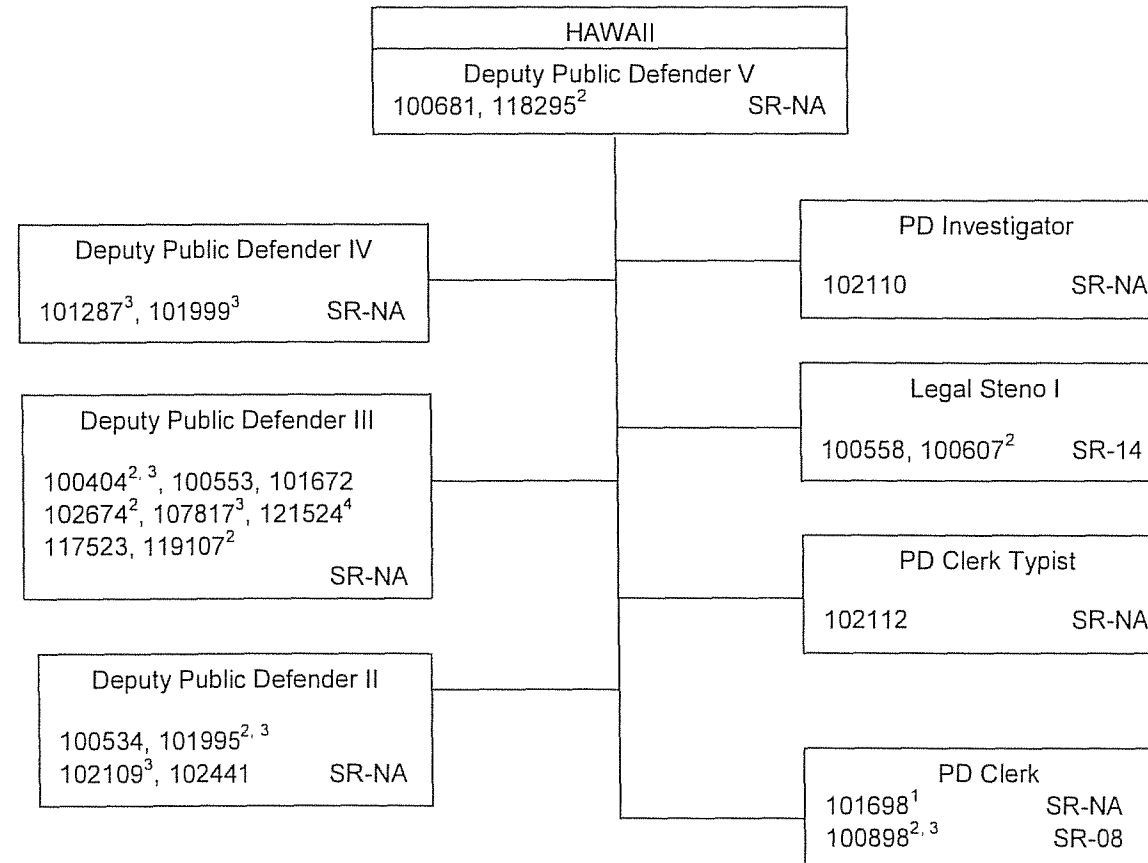 HAWAII
Deputy Public Defender V
100681, 118295² SR-NA
Deputy Public Defender IV
101287³, 101999³ SR-NA
Deputy Public Defender III
100404²,³, 100553, 101672
102674², 107817³, 121524⁴
117523, 119107²
SR-NA
Deputy Public Defender II
100534, 101995²,³
102109³, 102441 SR-NA
PD Investigator
102110 SR-NA
Legal Steno I
100558, 100607² SR-14
PD Clerk Typist
102112 SR-NA
PD Clerk
101698¹ SR-NA
100898²,³ SR-08